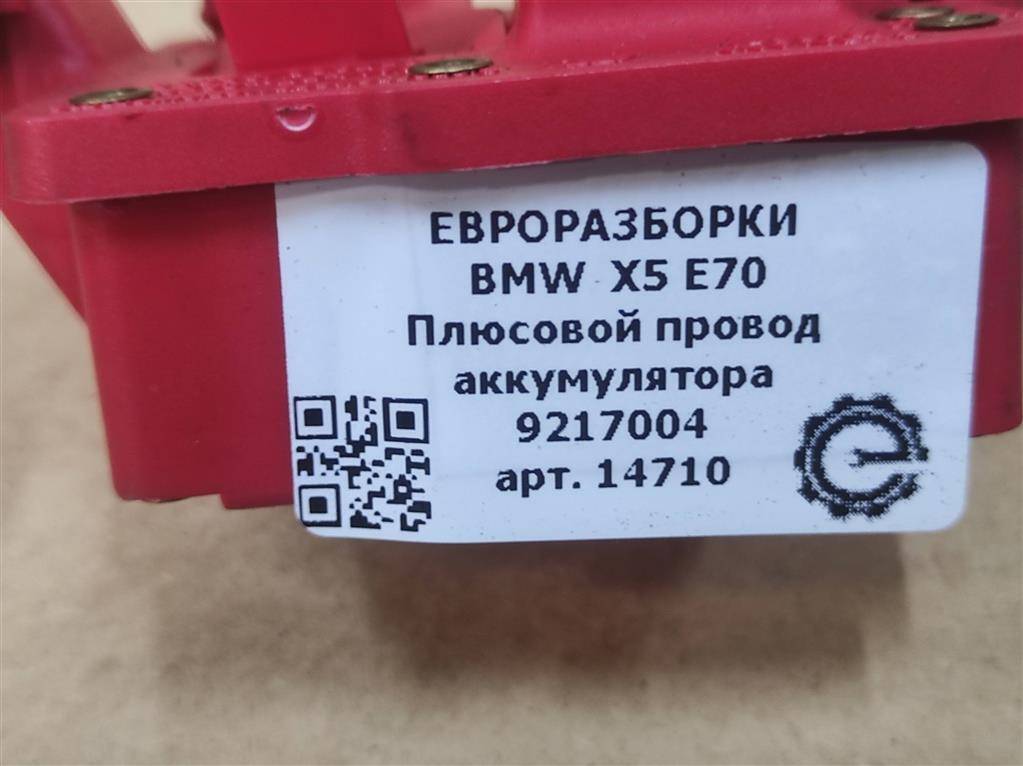 ЕВРОРАЗБОРКИ
BMW X5 E70
Плюсовой провод
аккумулятора
9217004
арт. 14710